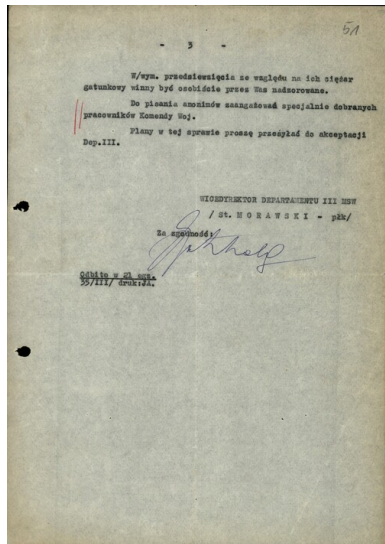 51
- 3 -
W/wym. przedsięwzięcia ze względu na ich ciężar
gatunkowy winny być osobiście przez Was nadzorowane.
Do pisania anonimów zaangażować specjalnie dobranych
pracowników Komendy Woj.
Plany w tej sprawie proszę przesyłać do akceptacji
Dep.III.
WICEDYREKTOR DEPARTAMENTU III MSW
/ St. MORAWSKI - płk/
Za zgodność:
Odbito w 21 egz.
35/III/ druk:JA.